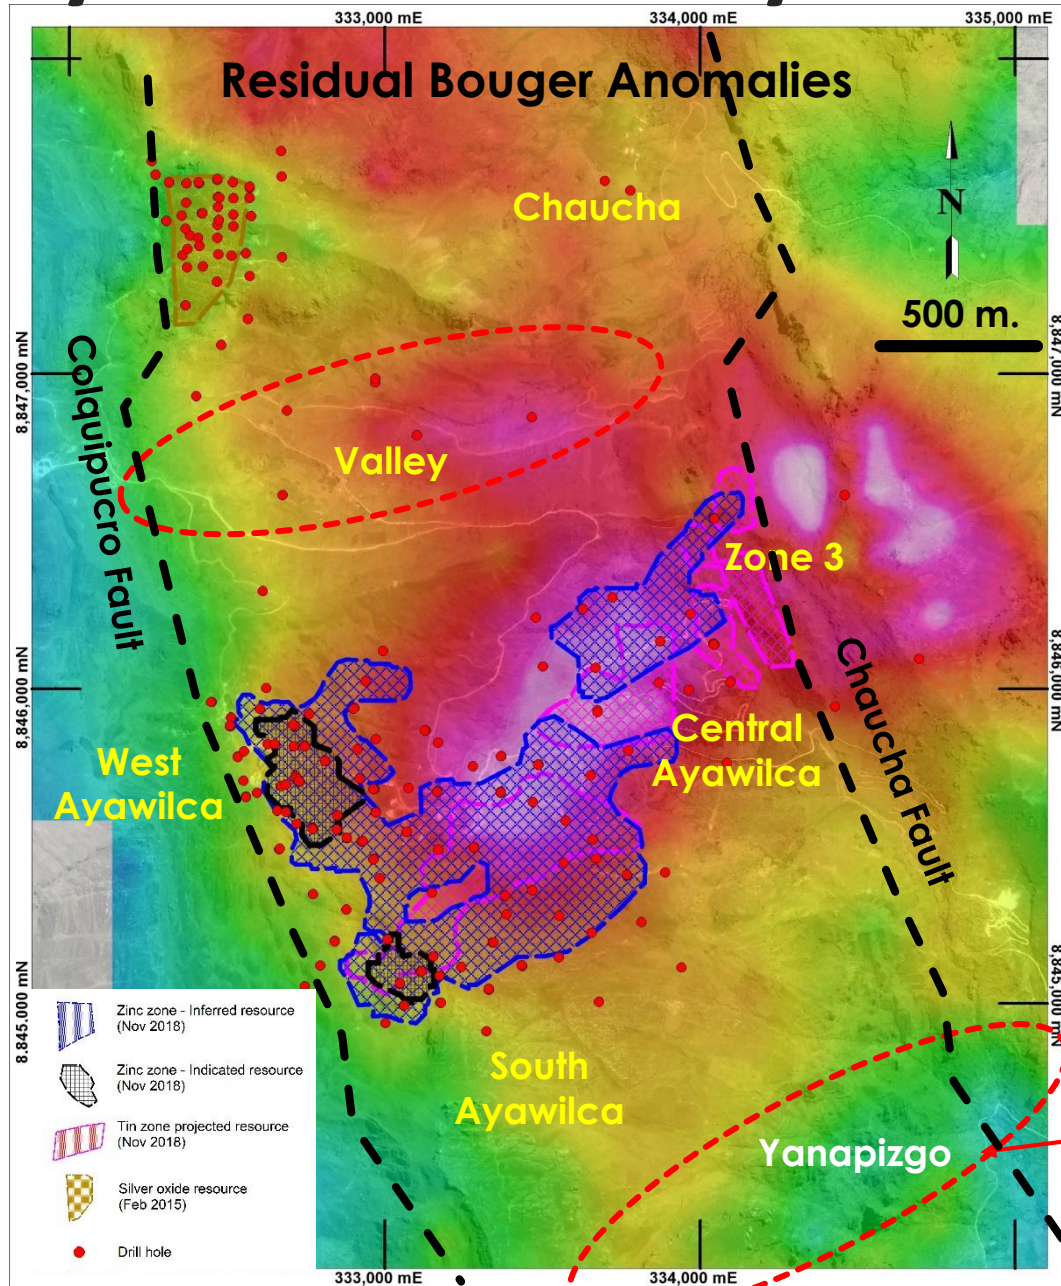 333,000 mE
334,000 mE
335,000 mE
Residual Bouger Anomalies
Chaucha
N
500 m.
8,847,000 mN
8,847,000 mN
Colquipucro Fault
Valley
Zone 3
8,846,000 mN
8,846,000 mN
Chaucha Fault
West
Ayawilca
Central
Ayawilca
8,845,000 mN
8,845,000 mN
South
Ayawilca
Yanapizgo
Zinc zone - Inferred resource
(Nov 2018)
Zinc zone - Indicated resource
(Nov 2018)
Tin zone projected resource
(Nov 2018)
Silver oxide resource
(Feb 2015)
Drill hole
333,000 mE
334,000 mE